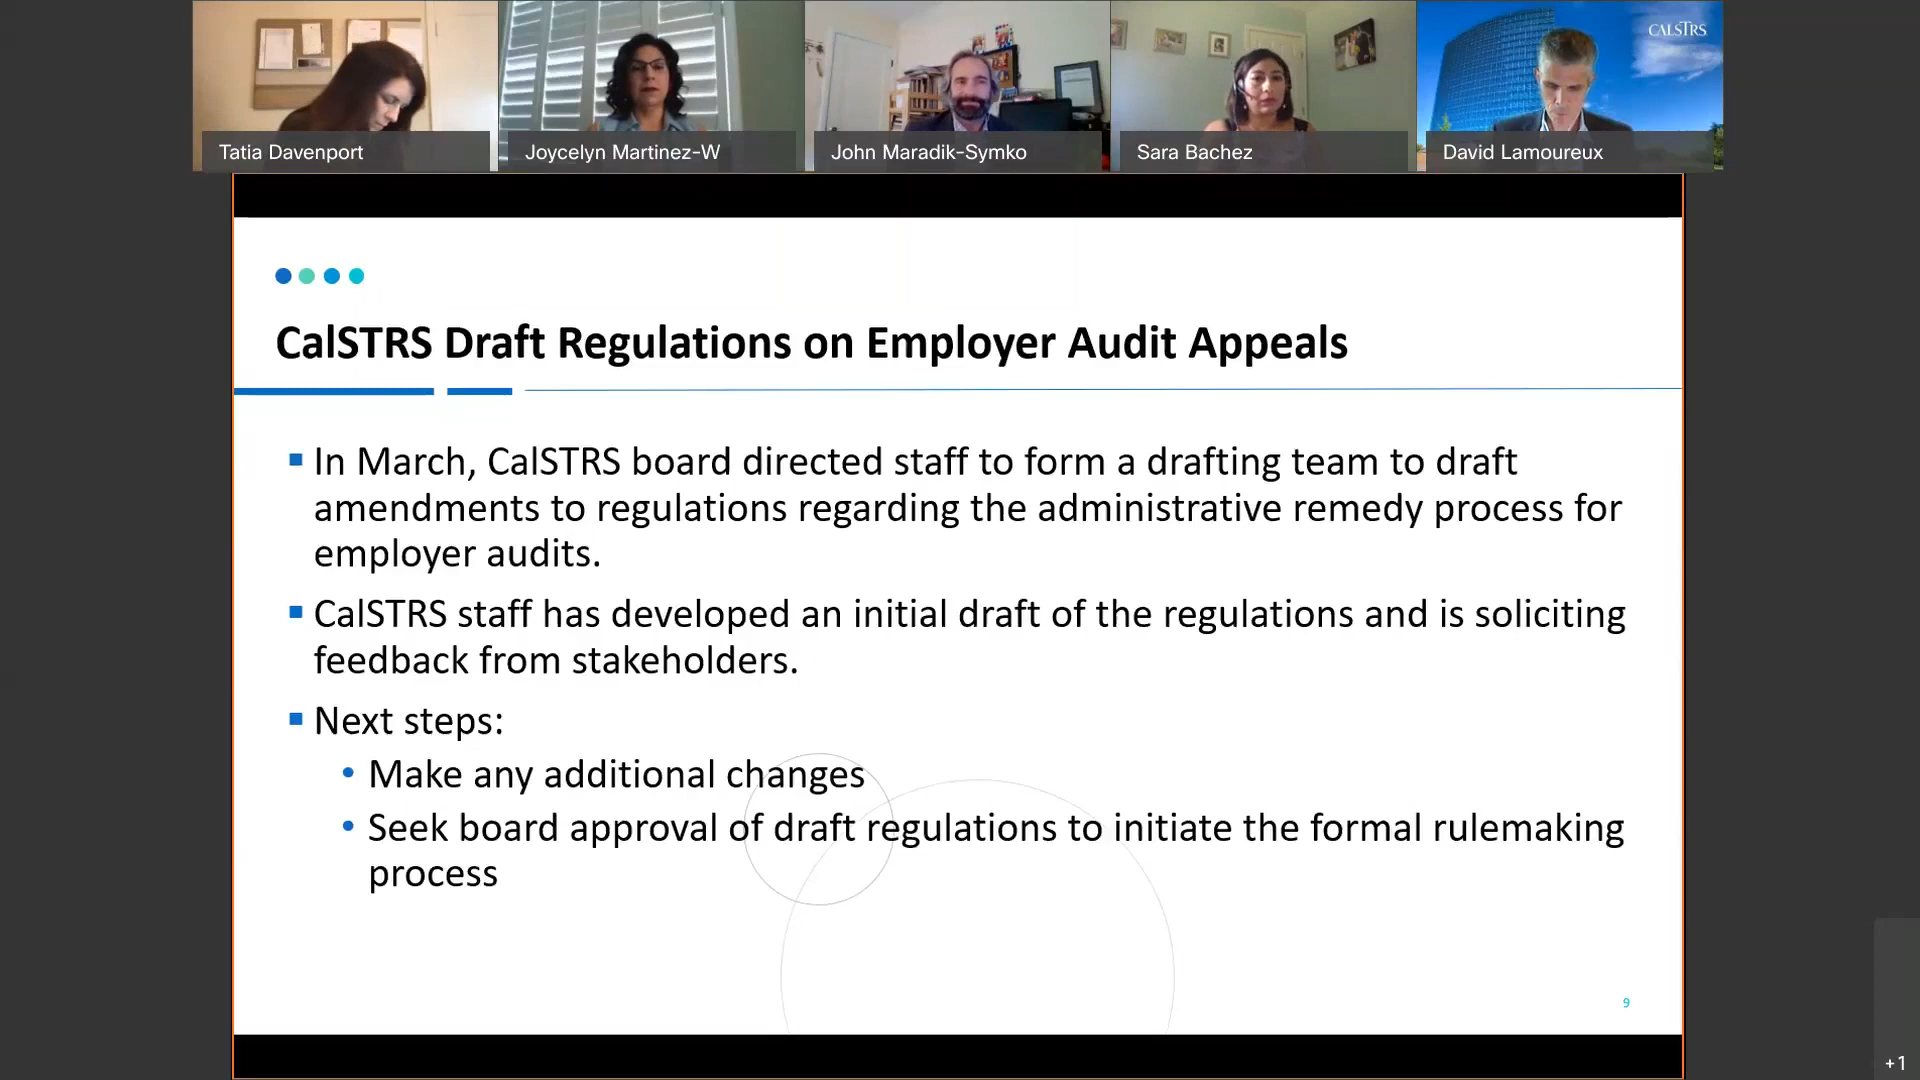 CALSTRS
Tatia Davenport
Joycelyn Martinez-W
John Maradik-Symko
Sara Bachez
David Lamoureux
CalSTRS Draft Regulations on Employer Audit Appeals
▪ In March, CalSTRS board directed staff to form a drafting team to draft
amendments to regulations regarding the administrative remedy process for
employer audits.
▪ CalSTRS staff has developed an initial draft of the regulations and is soliciting
feedback from stakeholders.
▪ Next steps:
• Make any additional changes
• Seek board approval of draft regulations to initiate the formal rulemaking
process
9
+1